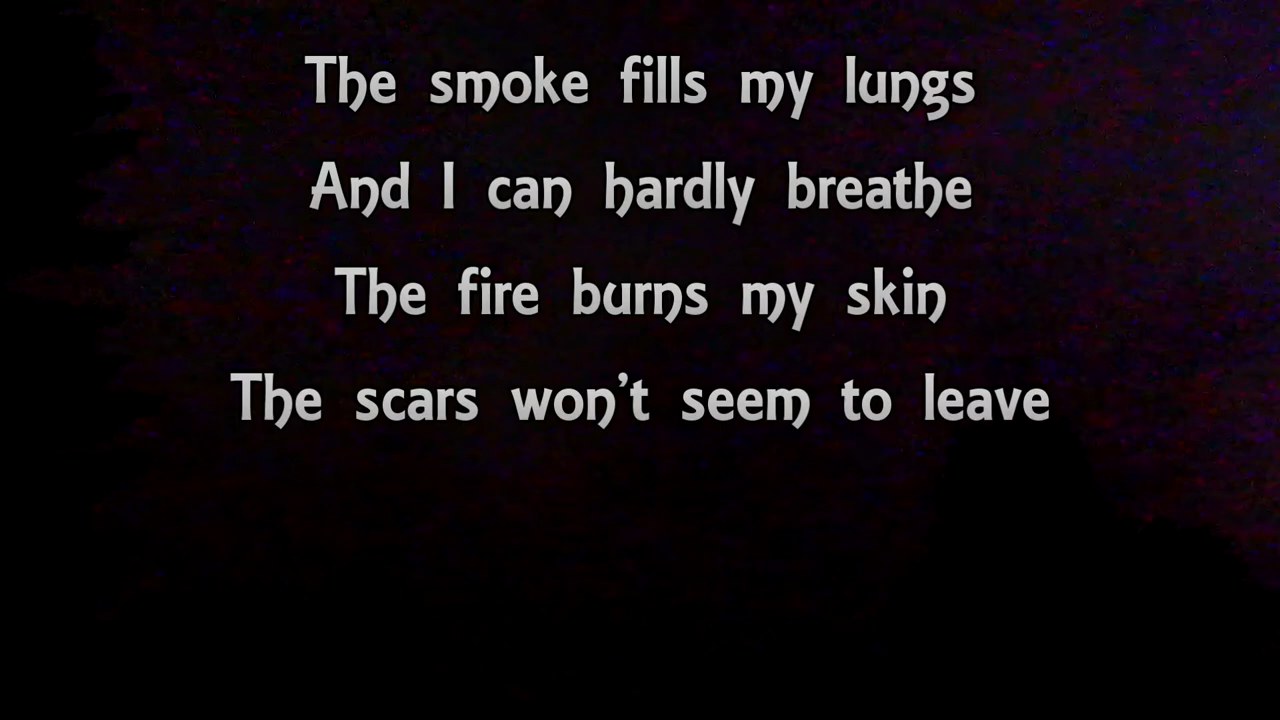 The smoke fills my lungs
And I can hardly breathe
The fire burns my skin
The scars won't seem to leave